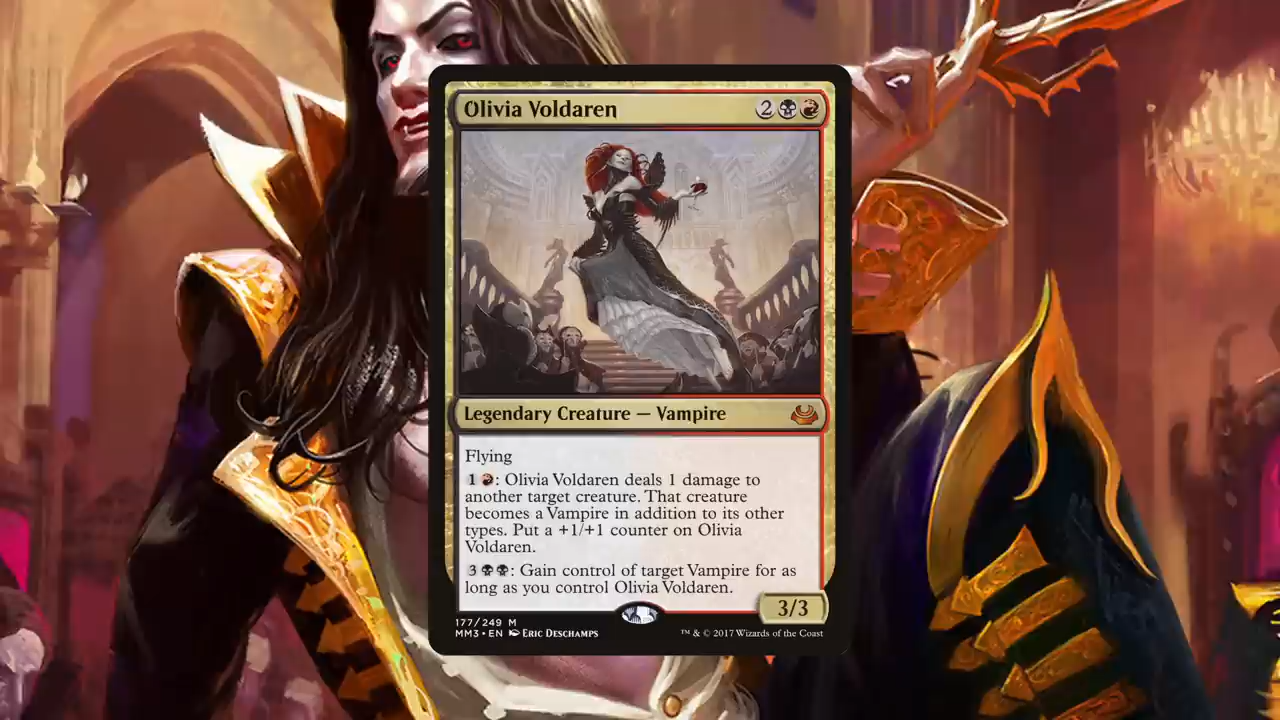 Olivia Voldaren 2
Legendary Creature — Vampire
Flying
1 : Olivia Voldaren deals 1 damage to
another target creature. That creature
becomes a Vampire in addition to its other
types. Put a +1/+1 counter on Olivia
Voldaren.
3 : Gain control of target Vampire for as
long as you control Olivia Voldaren.
3/3
177/249 M
MM3 • EN Eric Deschamps ™ & © 2017 Wizards of the Coast